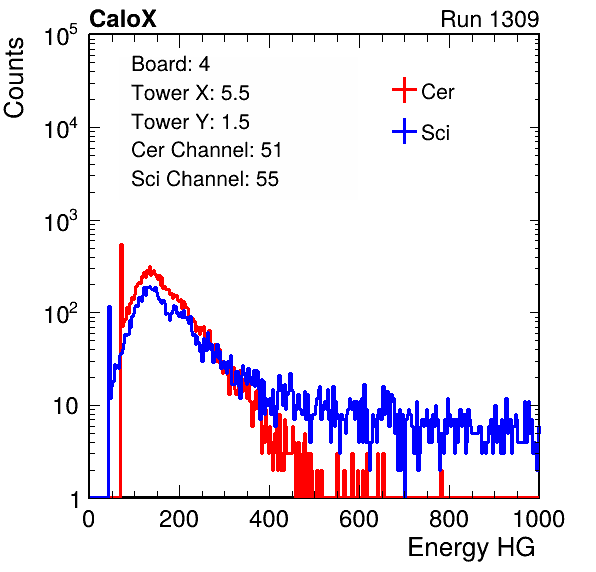 CaloX Run 1309
Counts
10^5
10^4
10^3
10^2
10
1
Board: 4
Tower X: 5.5
Tower Y: 1.5
Cer Channel: 51
Sci Channel: 55
Cer
Sci
0 200 400 600 800 1000
Energy HG